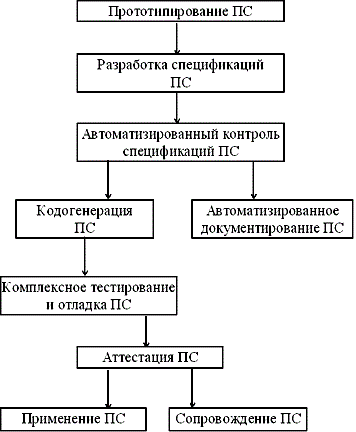 Прототипирование ПС
Разработка спецификаций
ПС
Автоматизированный контроль
спецификаций ПС
Кодогенерация
ПС
Автоматизированное
документирование ПС
Комплексное тестирование
и отладка ПС
Аттестация ПС
Применение ПС
Сопровождение ПС